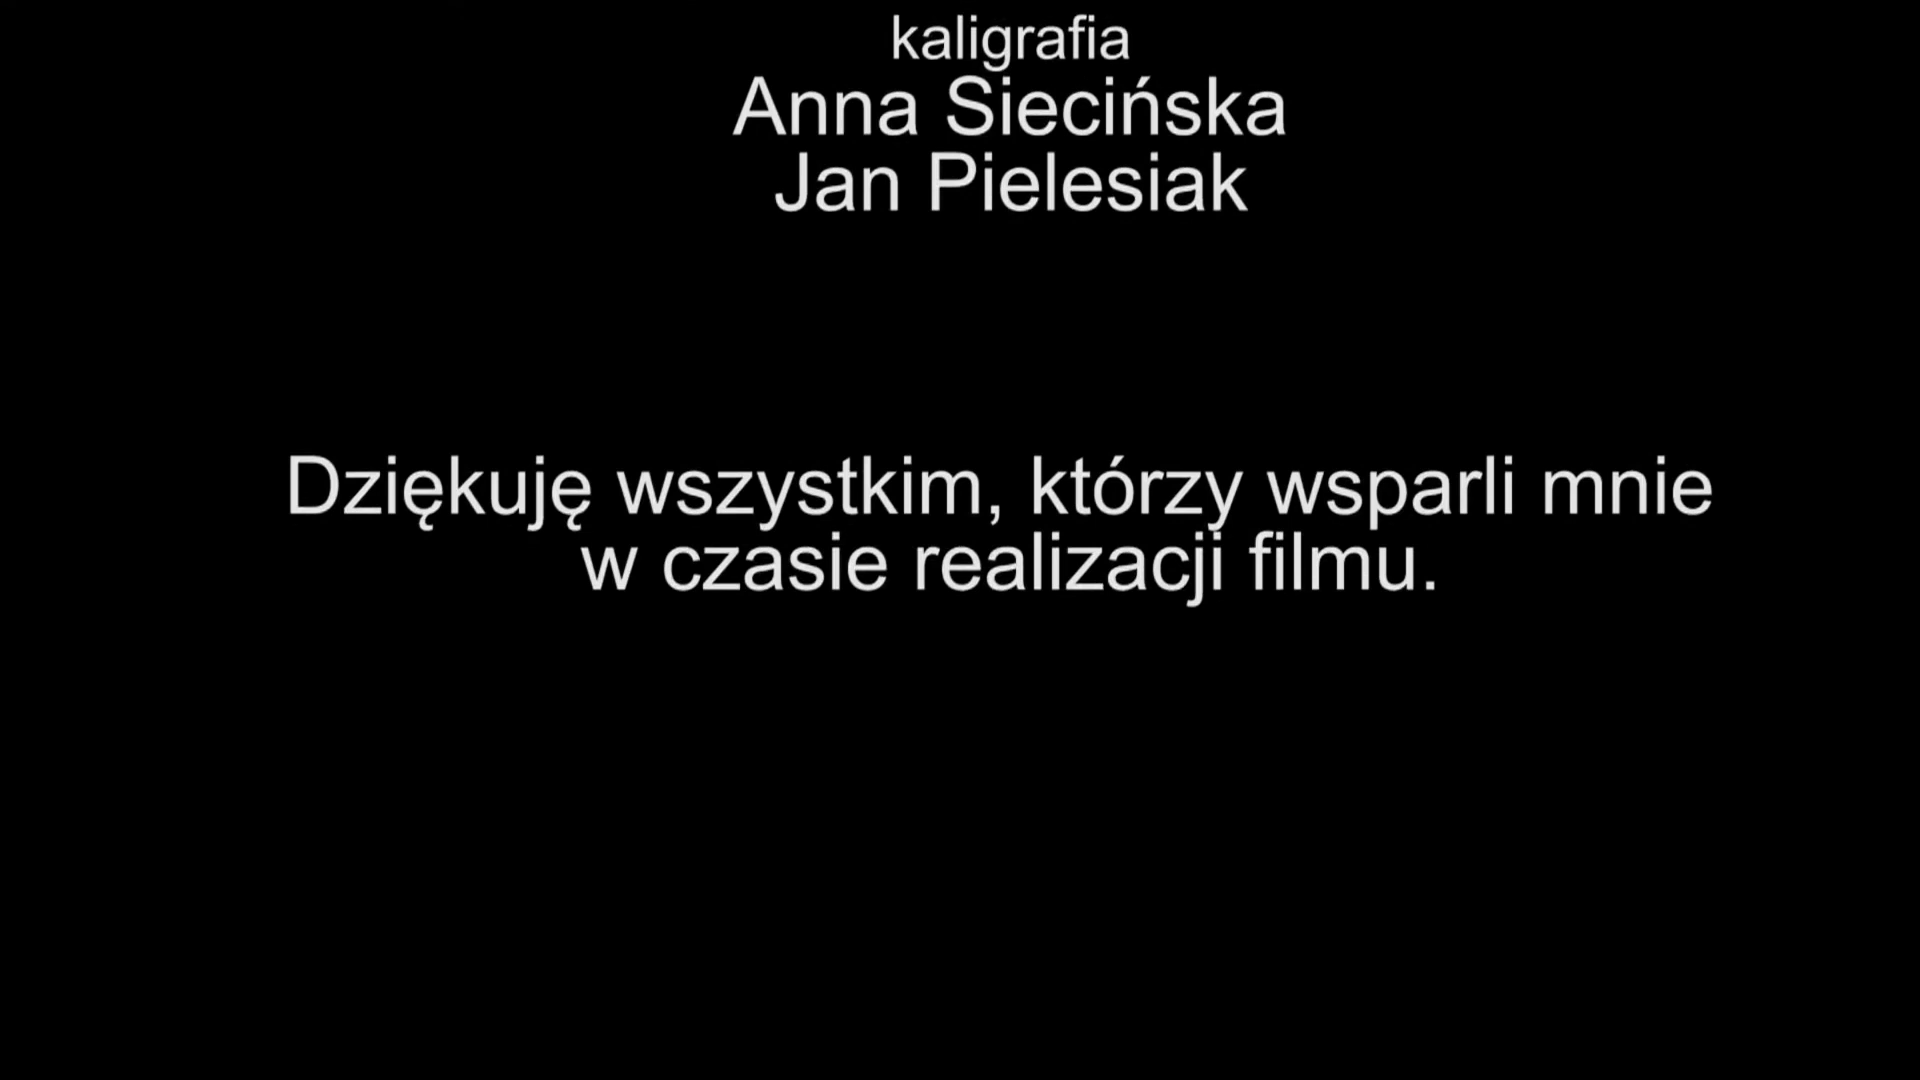 kaligrafia
Anna Siecińska
Jan Pielesiak
Dziękuję wszystkim, którzy wsparli mnie
w czasie realizacji filmu.